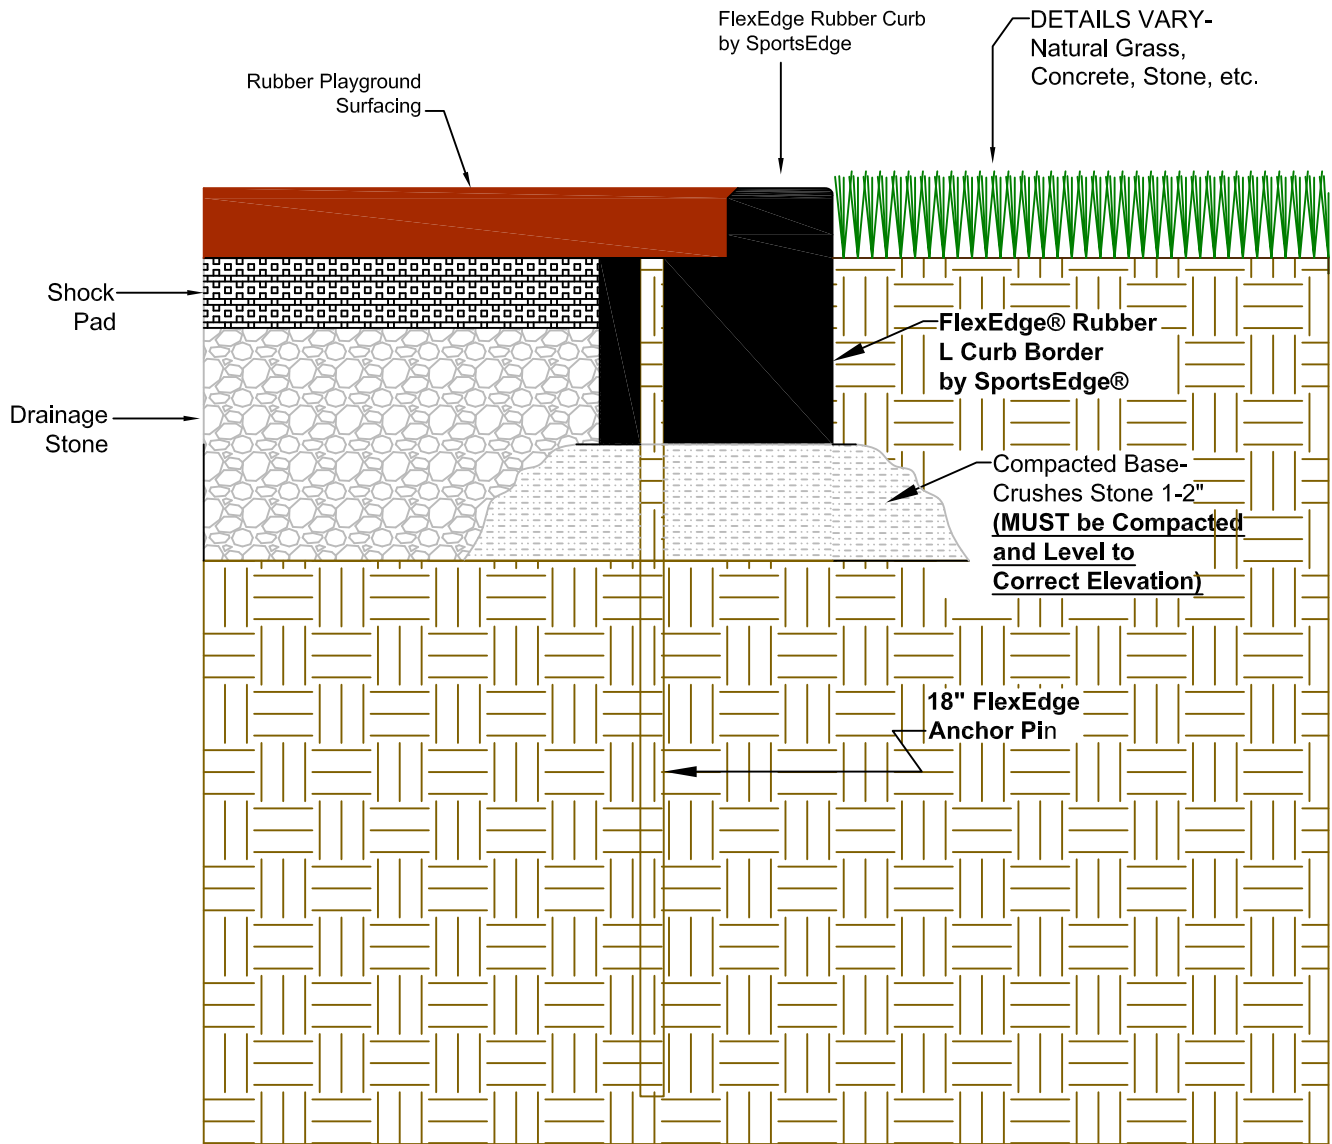 FlexEdge Rubber Curb
by SportsEdge
DETAILS VARY-
Natural Grass,
Concrete, Stone, etc.
Rubber Playground
Surfacing
Shock
Pad
FlexEdge® Rubber
L Curb Border
by SportsEdge®
Drainage
Stone
Compacted Base-
Crushes Stone 1-2"
(MUST be Compacted
and Level to
Correct Elevation)
18" FlexEdge
Anchor Pin